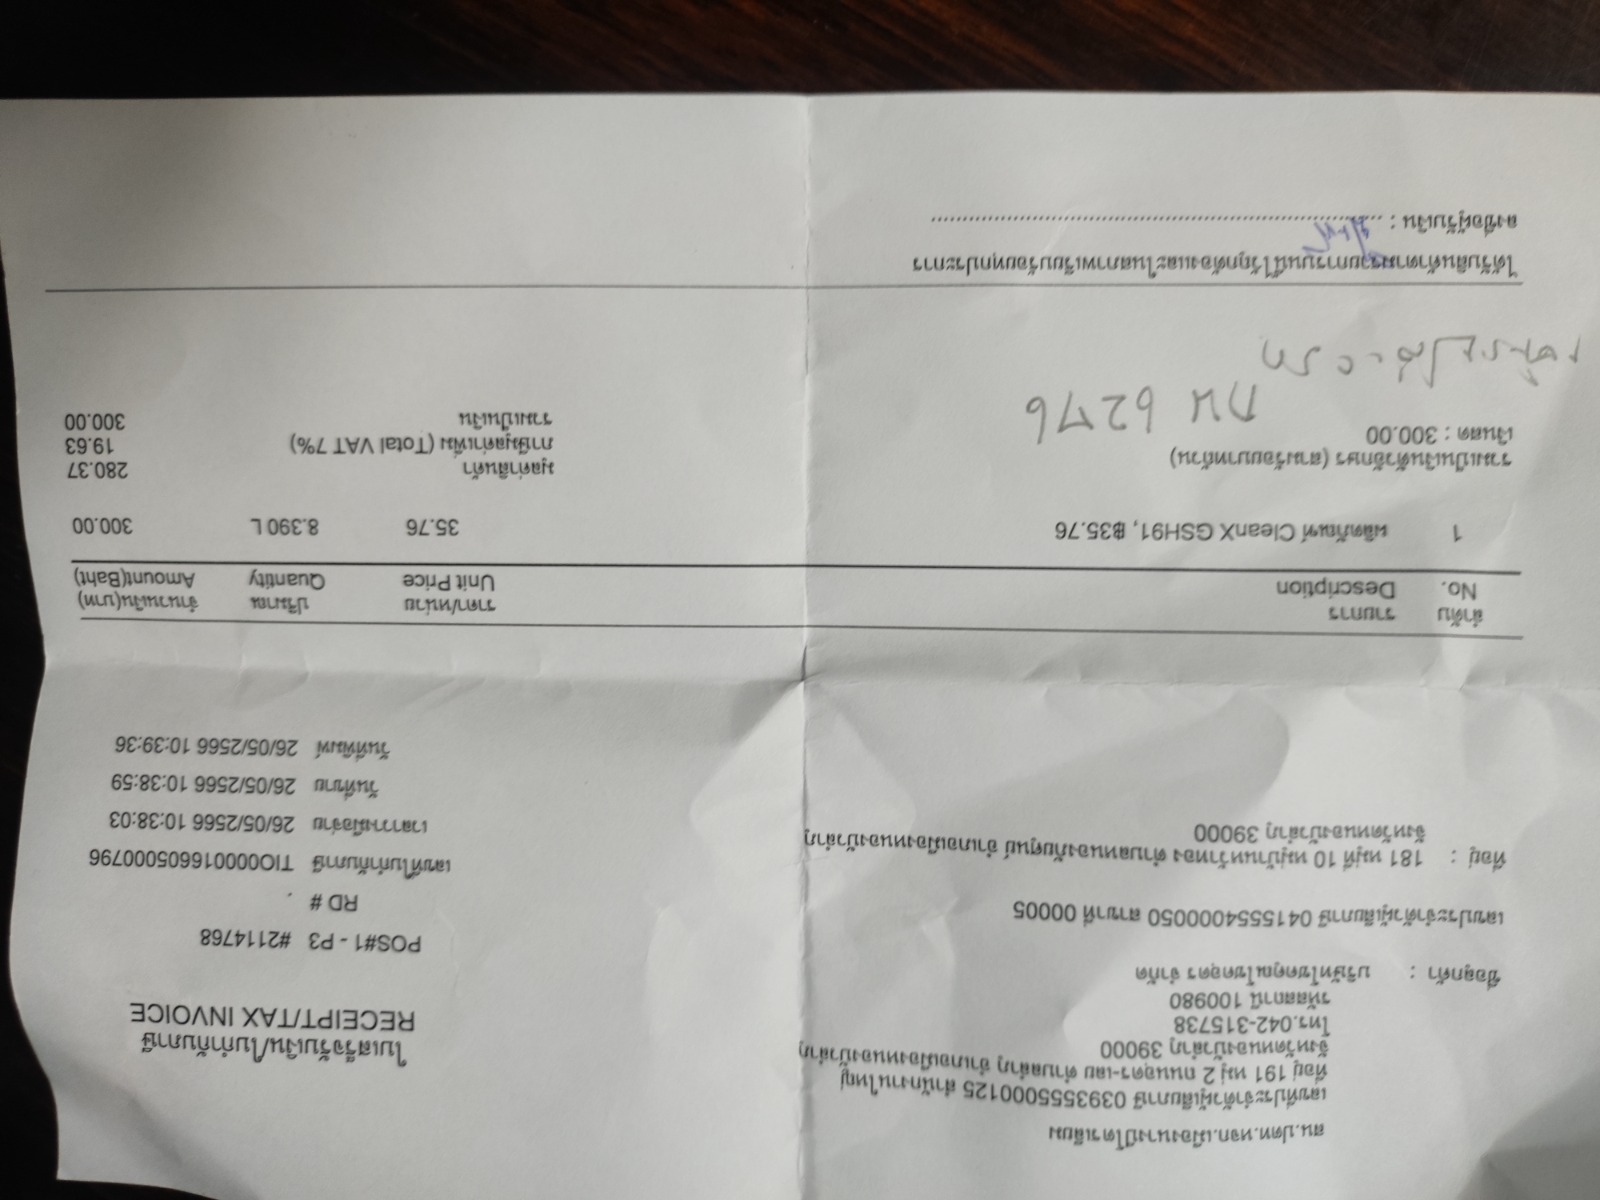 สน.ปตท.หจก.เมืองนางบัวปิโตรเลียม
เลขที่ประจำตัวผู้เสียภาษี 0393555000125 สำนักงานใหญ่
ที่อยู่ 191 หมู่ 2 ถนนอุดร-เลย ตำบลลำภู อำเภอเมืองหนองบัวลำภู
จังหวัดหนองบัวลำภู 39000
โทร.042-315738
รหัสสถานี 100980
ใบเสร็จรับเงิน/ใบกำกับภาษี
RECEIPT/TAX INVOICE
ชื่อลูกค้า : บริษัทโชคคูณโชคอุดร จำกัด
เลขประจำตัวผู้เสียภาษี 0415554000050 สาขาที่ 00005
ที่อยู่ : 181 หมู่ที่ 10 หมู่บ้านหัวทอง ตำบลหนองภัยศูนย์ อำเภอเมืองหนองบัวลำภู
จังหวัดหนองบัวลำภู 39000
POS#1 - P3 #2114768
RD # .
เลขที่ใบกำกับภาษี TIO00001660500079​6
เวลาวางมือจ่าย 26/05/2566 10:38:03
วันที่ขาย 26/05/2566 10:38:59
วันที่พิมพ์ 26/05/2566 10:39:36
ลำดับ รายการ ราคา/หน่วย ปริมาณ จำนวนเงิน(บาท)
No. Description Unit Price Quantity Amount(Baht)
1 ผลิตภัณฑ์ CleanX GSH91, ฿35.76 35.76 8.390 L 300.00
มูลค่าสินค้า 280.37
รวมเป็นเงินตัวอักษร (สามร้อยบาทถ้วน) ภาษีมูลค่าเพิ่ม (Total VAT 7%) 19.63
เงินสด : 300.00 รวมเป็นเงิน 300.00
กน 6276
ได้รับสินค้าตามรายการบนนี้ไว้ถูกต้องและในสภาพเรียบร้อยทุกประการ
ลงชื่อผู้รับเงิน : ........................................